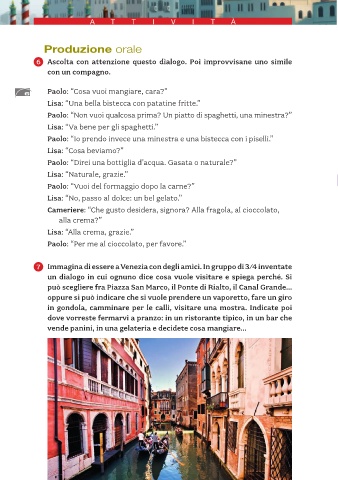 ATTIVITÀ
Produzione orale
6 Ascolta con attenzione questo dialogo. Poi improvvisane uno simile
con un compagno.
Paolo: “Cosa vuoi mangiare, cara?”
Lisa: “Una bella bistecca con patatine fritte.”
Paolo: “Non vuoi qualcosa prima? Un piatto di spaghetti, una minestra?”
Lisa: “Va bene per gli spaghetti.”
Paolo: “Io prendo invece una minestra e una bistecca con i piselli.”
Lisa: “Cosa beviamo?”
Paolo: “Direi una bottiglia d’acqua. Gasata o naturale?”
Lisa: “Naturale, grazie.”
Paolo: “Vuoi del formaggio dopo la carne?”
Lisa: “No, passo al dolce: un bel gelato.”
Cameriere: “Che gusto desidera, signora? Alla fragola, al cioccolato,
alla crema?”
Lisa: “Alla crema, grazie.”
Paolo: “Per me al cioccolato, per favore.”
7 Immagina di essere a Venezia con degli amici. In gruppo di 3/4 inventate
un dialogo in cui ognuno dice cosa vuole visitare e spiega perché. Si
può scegliere fra Piazza San Marco, il Ponte di Rialto, il Canal Grande...
oppure si può indicare che si vuole prendere un vaporetto, fare un giro
in gondola, camminare per le calli, visitare una mostra. Indicate poi
dove vorreste fermarvi a pranzo: in un ristorante tipico, in un bar che
vende panini, in una gelateria e decidete cosa mangiare...